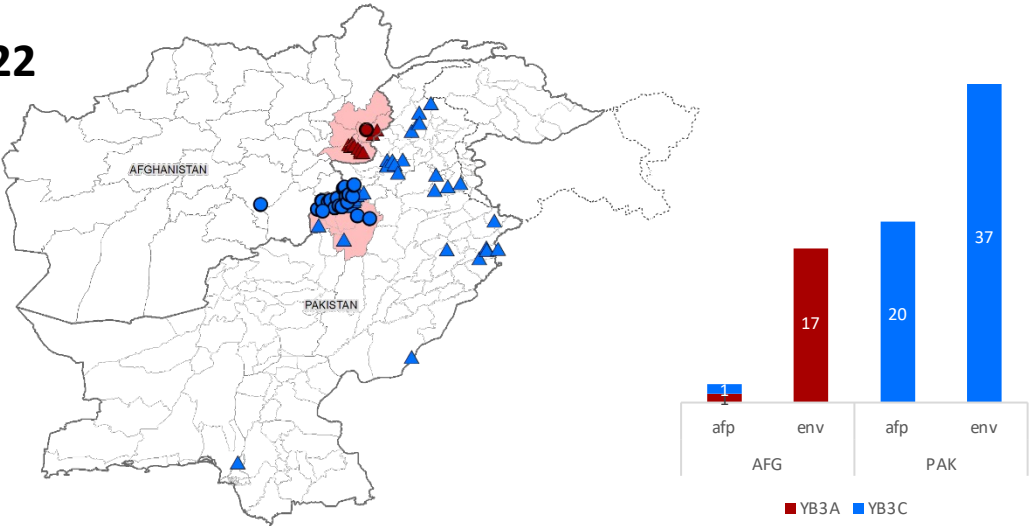 22
AFGHANISTAN
PAKISTAN
37
20
17
1
1
afp env afp env
AFG PAK
YB3A YB3C